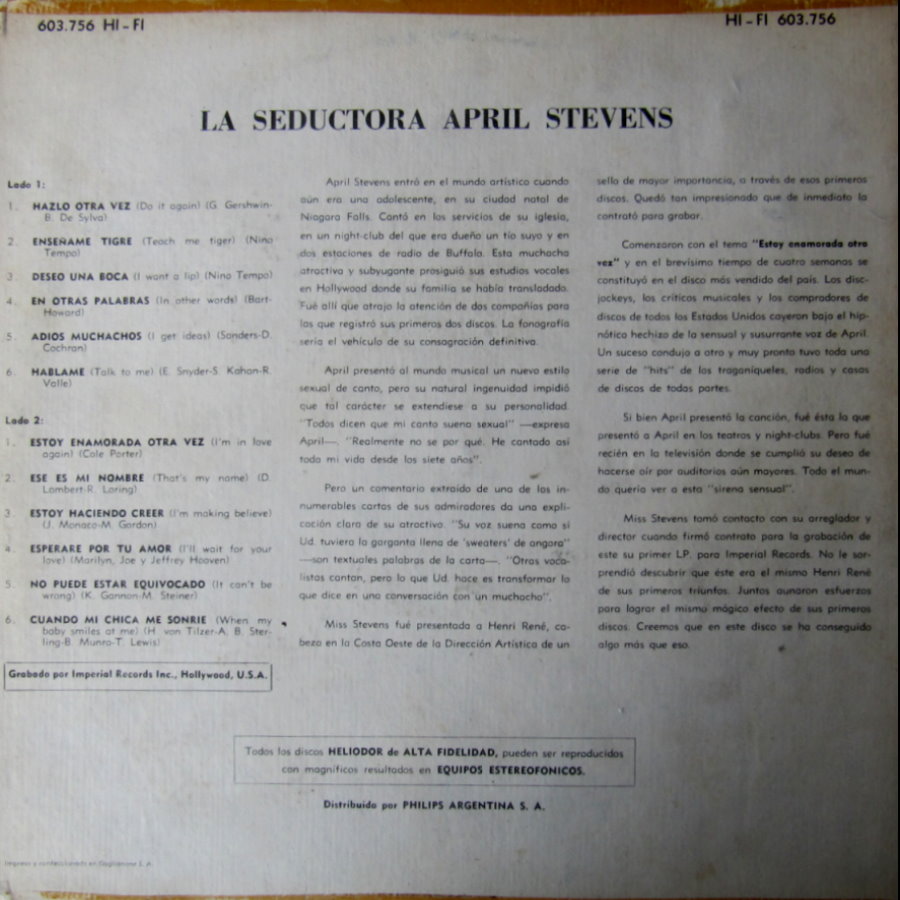 603.756 HI - FI
HI - FI 603.756
LA SEDUCTORA APRIL STEVENS
Lado 1:
1. HAZLO OTRA VEZ (Do it again) (G. Gershwin-
B. De Sylva)
2. ENSEÑAME TIGRE (Teach me tiger) (Nino
Tempo)
3. DESEO UNA BOCA (I want a lip) (Nino Tempo)
4. EN OTRAS PALABRAS (In other words) (Bart-
Howard)
5. ADIOS MUCHACHOS (I get ideas) (Sanders-D.
Cochran)
6. HABLAME (Talk to me) (E. Snyder-S. Kahan-R.
Valle)
Lado 2:
1. ESTOY ENAMORADA OTRA VEZ (I'm in love
again) (Cole Porter)
2. ESE ES MI NOMBRE (That's my name) (D.
Lambert-R. Loring)
3. ESTOY HACIENDO CREER (I'm making believe)
(J. Monaco-M. Gordon)
4. ESPERARE POR TU AMOR (I'll wait for your
love) (Marilyn, Joe y Jeffrey Hooven)
5. NO PUEDE ESTAR EQUIVOCADO (It can't be
wrong) (K. Gannon-M. Steiner)
6. CUANDO MI CHICA ME SONRIE (When my
baby smiles at me) (H. von Tilzer-A. B. Ster-
ling-B. Munro-T. Lewis)
Grabado por Imperial Records Inc., Hollywood, U.S.A.
April Stevens entró en el mundo artístico cuando
aún era una adolescente, en su ciudad natal de
Niagara Falls. Cantó en los servicios de su iglesia,
en un night-club del que era dueño un tío suyo y en
dos estaciones de radio de Buffalo. Esta muchacha
atractiva y subyugante prosiguió sus estudios vocales
en Hollywood donde su familia se había transladado.
Fué allí que atrajo la atención de dos compañías para
las que registró sus primeros dos discos. La fonografía
sería el vehículo de su consagración definitiva.
April presentó al mundo musical un nuevo estilo
sexual de canto, pero su natural ingenuidad impidió
que tal carácter se extendiese a su personalidad.
"Todos dicen que mi canto suena sexual" —expresa
April—, "Realmente no se por qué. He cantado así
toda mi vida desde los siete años".
Pero un comentario extraído de una de las in-
numerables cartas de sus admiradores da una expli-
cación clara de su atractivo. "Su voz suena como si
Ud. tuviera la garganta llena de 'sweaters' de angora"
—son textuales palabras de la carta—. "Otras voca-
listas cantan, pero lo que Ud. hace es transformar lo
que dice en una conversación con un muchacho".
Miss Stevens fué presentada a Henri René, ca-
beza en la Costa Oeste de la Dirección Artística de un
sello de mayor importancia, a través de esos primeros
discos. Quedó tan impresionado que de inmediato la
contrató para grabar.
Comenzaron con el tema "Estoy enamorada otra
vez" y en el brevísimo tiempo de cuatro semanas se
constituyó en el disco más vendido del país. Los disc-
jockeys, los críticos musicales y los compradores de
discos de todos los Estados Unidos cayeron bajo el hip-
nótico hechizo de la sensual y susurrante voz de April.
Un suceso condujo a otro y muy pronto tuvo toda una
serie de "hits" de los traganíqueles, radios y casas
de discos de todas partes.
Si bien April presentó la canción, fué ésta la que
presentó a April en los teatros y night-clubs. Pero fué
recién en la televisión donde se cumplió su deseo de
hacerse oír por auditorios aún mayores. Todo el mun-
do quería ver a esta "sirena sensual".
Miss Stevens tomó contacto con su arreglador y
director cuando firmó contrato para la grabación de
este su primer LP. para Imperial Records. No le sor-
prendió descubrir que éste era el mismo Henri René
de sus primeros triunfos. Juntos aunaron esfuerzos
para lograr el mismo mágico efecto de sus primeros
discos. Creemos que en este disco se ha conseguido
algo más que eso.
Todos los discos HELIODOR de ALTA FIDELIDAD, pueden ser reproducidos
con magníficos resultados en EQUIPOS ESTEREOFONICOS.
Distribuído por PHILIPS ARGENTINA S. A.
Impreso y confeccionado en Gaglianone S. A.